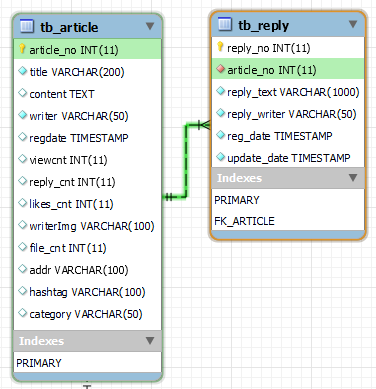 tb_article
article_no INT(11)
title VARCHAR(200)
content TEXT
writer VARCHAR(50)
regdate TIMESTAMP
viewcnt INT(11)
reply_cnt INT(11)
likes_cnt INT(11)
writerImg VARCHAR(100)
file_cnt INT(11)
addr VARCHAR(100)
hashtag VARCHAR(100)
category VARCHAR(50)
Indexes
PRIMARY
tb_reply
reply_no INT(11)
article_no INT(11)
reply_text VARCHAR(1000)
reply_writer VARCHAR(50)
reg_date TIMESTAMP
update_date TIMESTAMP
Indexes
PRIMARY
FK_ARTICLE